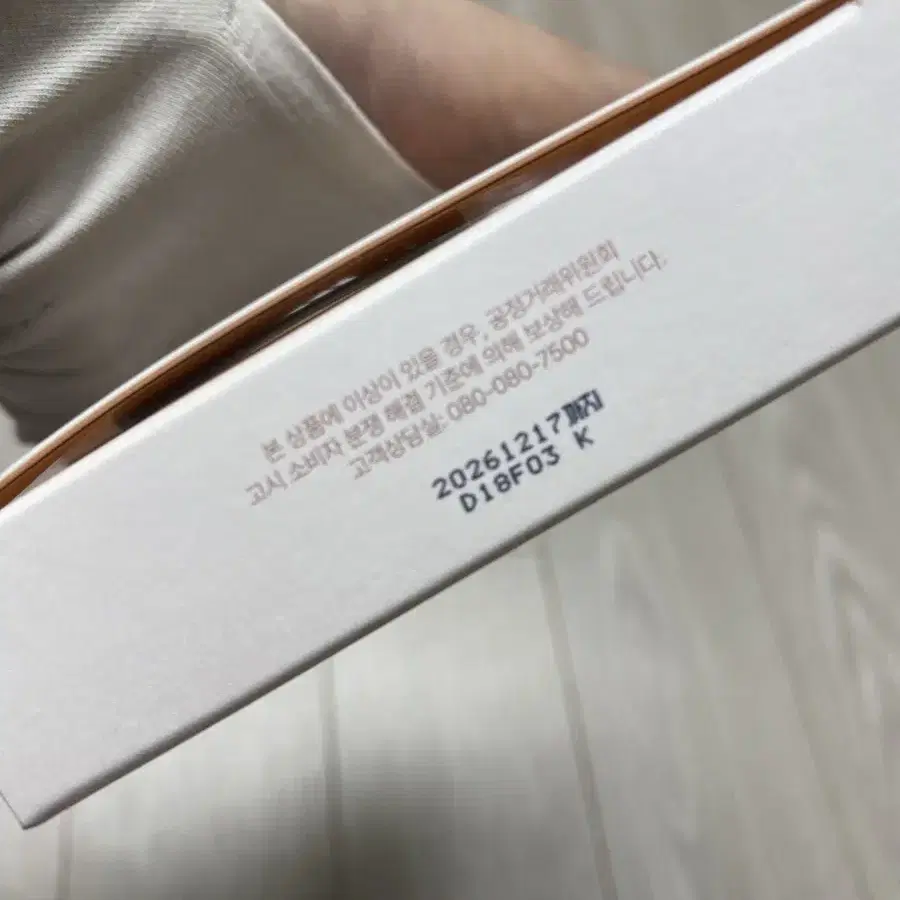 본 상품에 이상이 있을 경우, 공정거래위원회
고시 소비자 분쟁 해결 기준에 의해 보상해 드립니다.
고객상담실: 080-080-7500
20261217까지
D18F03 K